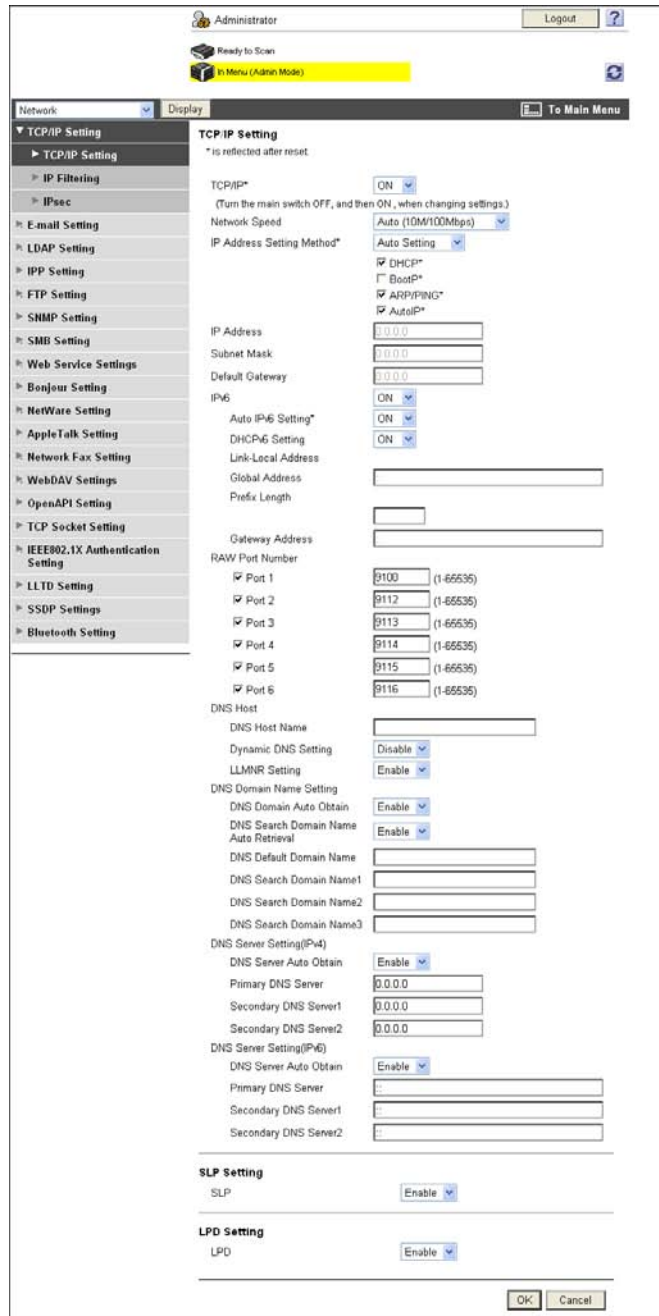 Administrator
Logout
?
Ready to Scan
In Menu (Admin Mode)
Network
Display
To Main Menu
TCP/IP Setting
TCP/IP Setting
IP Filtering
IPsec
E-mail Setting
LDAP Setting
IPP Setting
FTP Setting
SNMP Setting
SMB Setting
Web Service Settings
Bonjour Setting
NetWare Setting
AppleTalk Setting
Network Fax Setting
WebDAV Settings
OpenAPI Setting
TCP Socket Setting
IEEE802.1X Authentication
Setting
LLTD Setting
SSDP Settings
Bluetooth Setting
TCP/IP Setting
* is reflected after reset.
TCP/IP* ON
(Turn the main switch OFF, and then ON , when changing settings.)
Network Speed Auto (10M/100Mbps)
IP Address Setting Method* Auto Setting
DHCP*
BootP*
ARP/PING*
AutoIP*
IP Address 0.0.0.0
Subnet Mask 0.0.0.0
Default Gateway 0.0.0.0
IPv6 ON
Auto IPv6 Setting* ON
DHCPv6 Setting ON
Link-Local Address
Global Address
Prefix Length
Gateway Address
RAW Port Number
Port 1 9100 (1-65535)
Port 2 9112 (1-65535)
Port 3 9113 (1-65535)
Port 4 9114 (1-65535)
Port 5 9115 (1-65535)
Port 6 9116 (1-65535)
DNS Host
DNS Host Name
Dynamic DNS Setting Disable
LLMNR Setting Enable
DNS Domain Name Setting
DNS Domain Auto Obtain Enable
DNS Search Domain Name
Auto Retrieval Enable
DNS Default Domain Name
DNS Search Domain Name1
DNS Search Domain Name2
DNS Search Domain Name3
DNS Server Setting(IPv4)
DNS Server Auto Obtain Enable
Primary DNS Server 0.0.0.0
Secondary DNS Server1 0.0.0.0
Secondary DNS Server2 0.0.0.0
DNS Server Setting(IPv6)
DNS Server Auto Obtain Enable
Primary DNS Server ::
Secondary DNS Server1 ::
Secondary DNS Server2 ::
SLP Setting
SLP Enable
LPD Setting
LPD Enable
OK Cancel